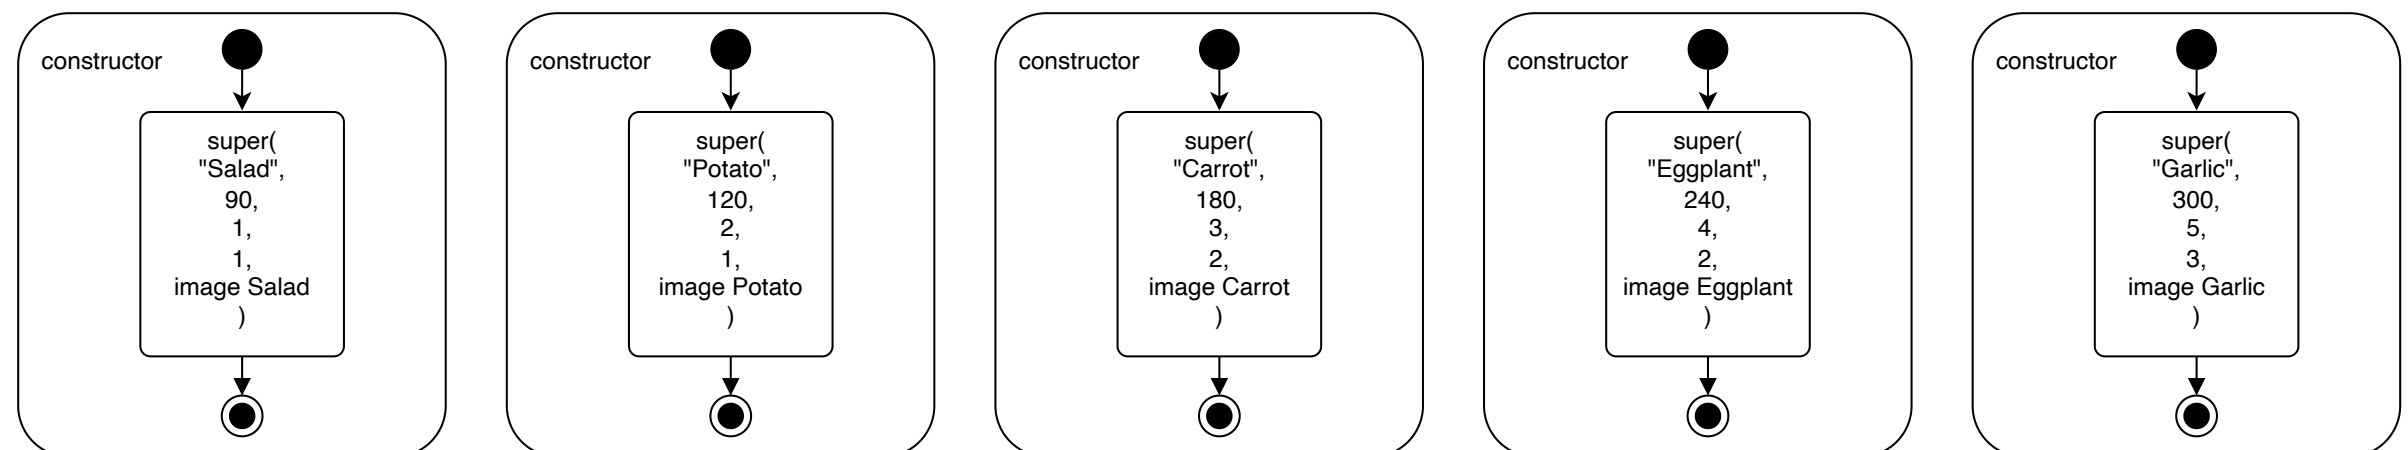 constructor
super(
"Salad",
90,
1,
1,
image Salad
)
constructor
super(
"Potato",
120,
2,
1,
image Potato
)
constructor
super(
"Carrot",
180,
3,
2,
image Carrot
)
constructor
super(
"Eggplant",
240,
4,
2,
image Eggplant
)
constructor
super(
"Garlic",
300,
5,
3,
image Garlic
)